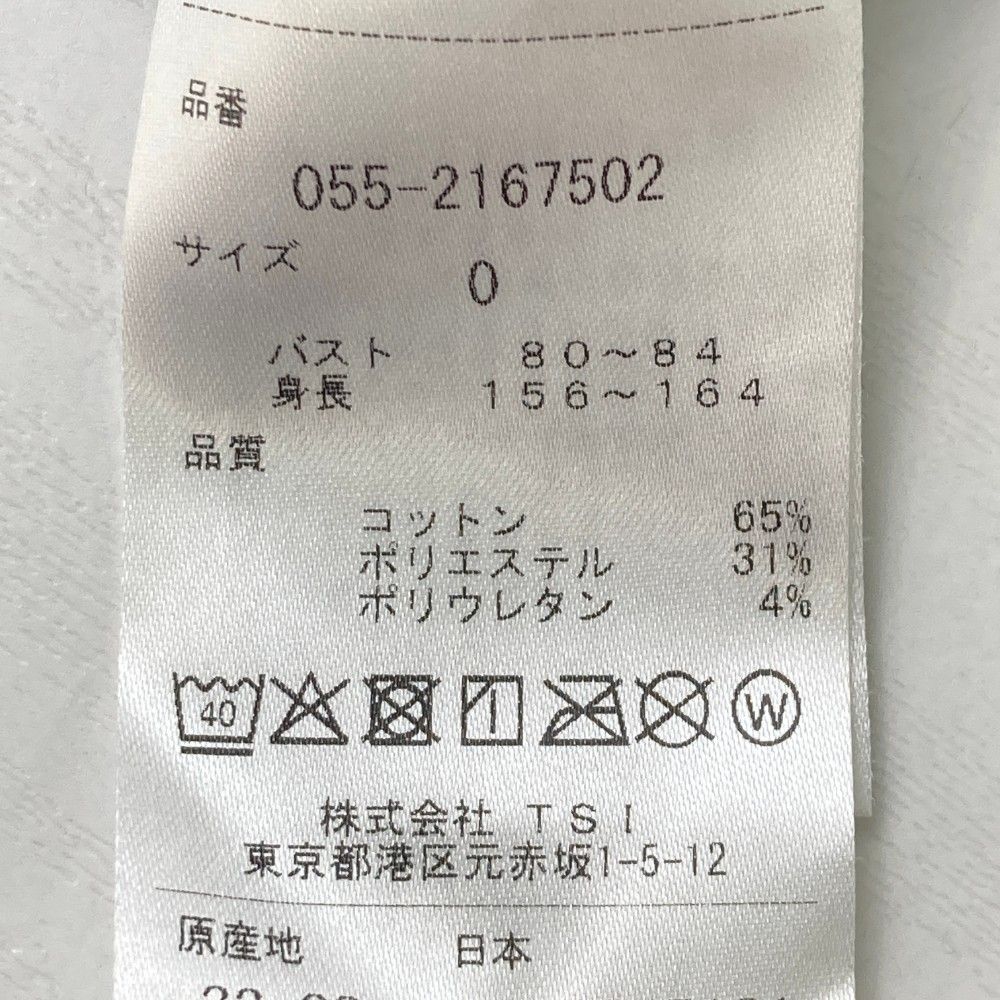 品番
055-2167502
サイズ 0
バスト 80～84
身長 156～164
品質
コットン 65%
ポリエステル 31%
ポリウレタン 4%
40 W
株式会社 TSI
東京都港区元赤坂1-5-12
原産地 日本